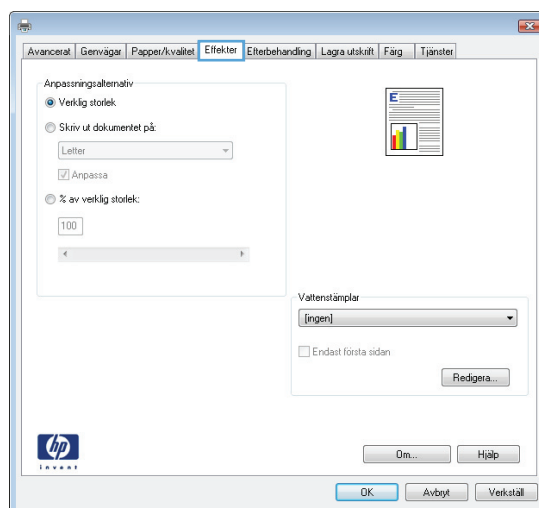 Avancerat Genvägar Papper/kvalitet Effekter Efterbehandling Lagra utskrift Färg Tjänster
Anpassningsalternativ
Verklig storlek
Skriv ut dokumentet på:
Letter
Anpassa
% av verklig storlek:
100
E
Vattenstämplar
[ingen]
Endast första sidan
Redigera...
hp
invent
Om...
Hjälp
OK
Avbryt
Verkställ